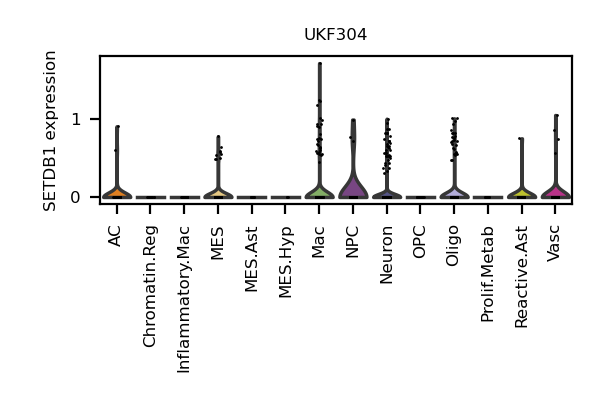 UKF304
SETDB1 expression
1
0
AC
Chromatin.Reg
Inflammatory.Mac
MES
MES.Ast
MES.Hyp
Mac
NPC
Neuron
OPC
Oligo
Prolif.Metab
Reactive.Ast
Vasc